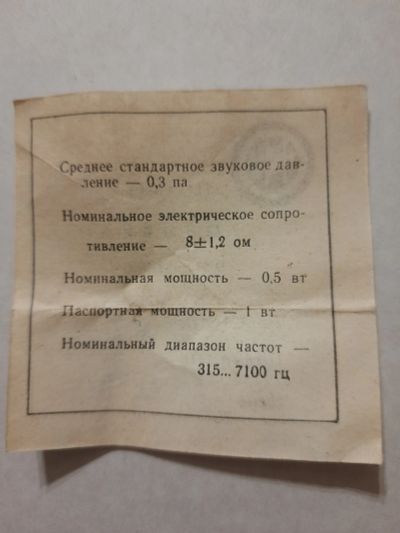 Среднее стандартное звуковое дав-
ление — 0,3 па
Номинальное электрическое сопро-
тивление — 8±1,2 ом
Номинальная мощность — 0,5 вт
Паспортная мощность — 1 вт
Номинальный диапазон частот —
315... 7100 гц